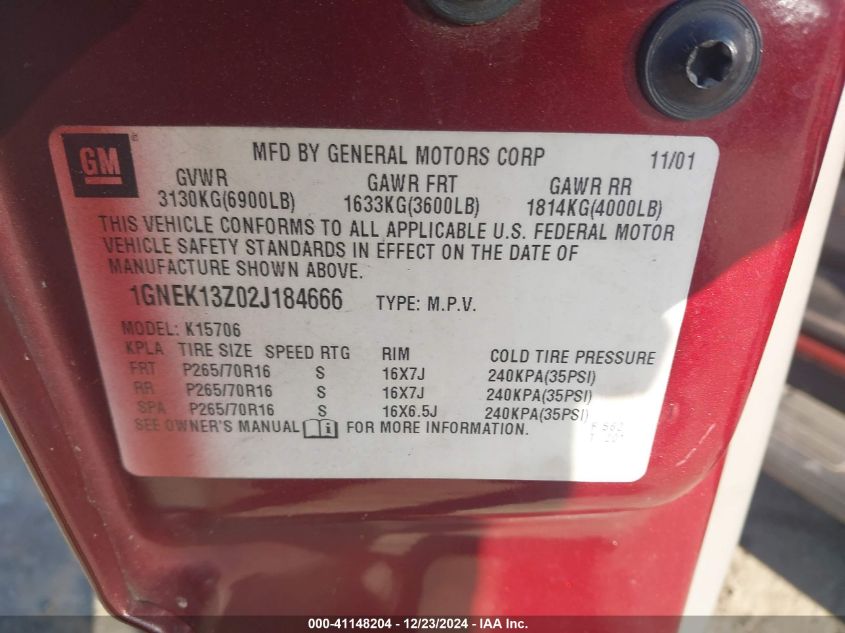 GM
MFD BY GENERAL MOTORS CORP 11/01
GVWR GAWR FRT GAWR RR
3130KG(6900LB) 1633KG(3600LB) 1814KG(4000LB)
THIS VEHICLE CONFORMS TO ALL APPLICABLE U.S. FEDERAL MOTOR
VEHICLE SAFETY STANDARDS IN EFFECT ON THE DATE OF
MANUFACTURE SHOWN ABOVE.
1GNEK13Z02J184666 TYPE: M.P.V.
MODEL: K15706
KPLA TIRE SIZE SPEED RTG RIM COLD TIRE PRESSURE
FRT P265/70R16 S 16X7J 240KPA(35PSI)
RR P265/70R16 S 16X7J 240KPA(35PSI)
SPA P265/70R16 S 16X6.5J 240KPA(35PSI)
SEE OWNER'S MANUAL FOR MORE INFORMATION.
000-41148204 - 12/23/2024 - IAA Inc.